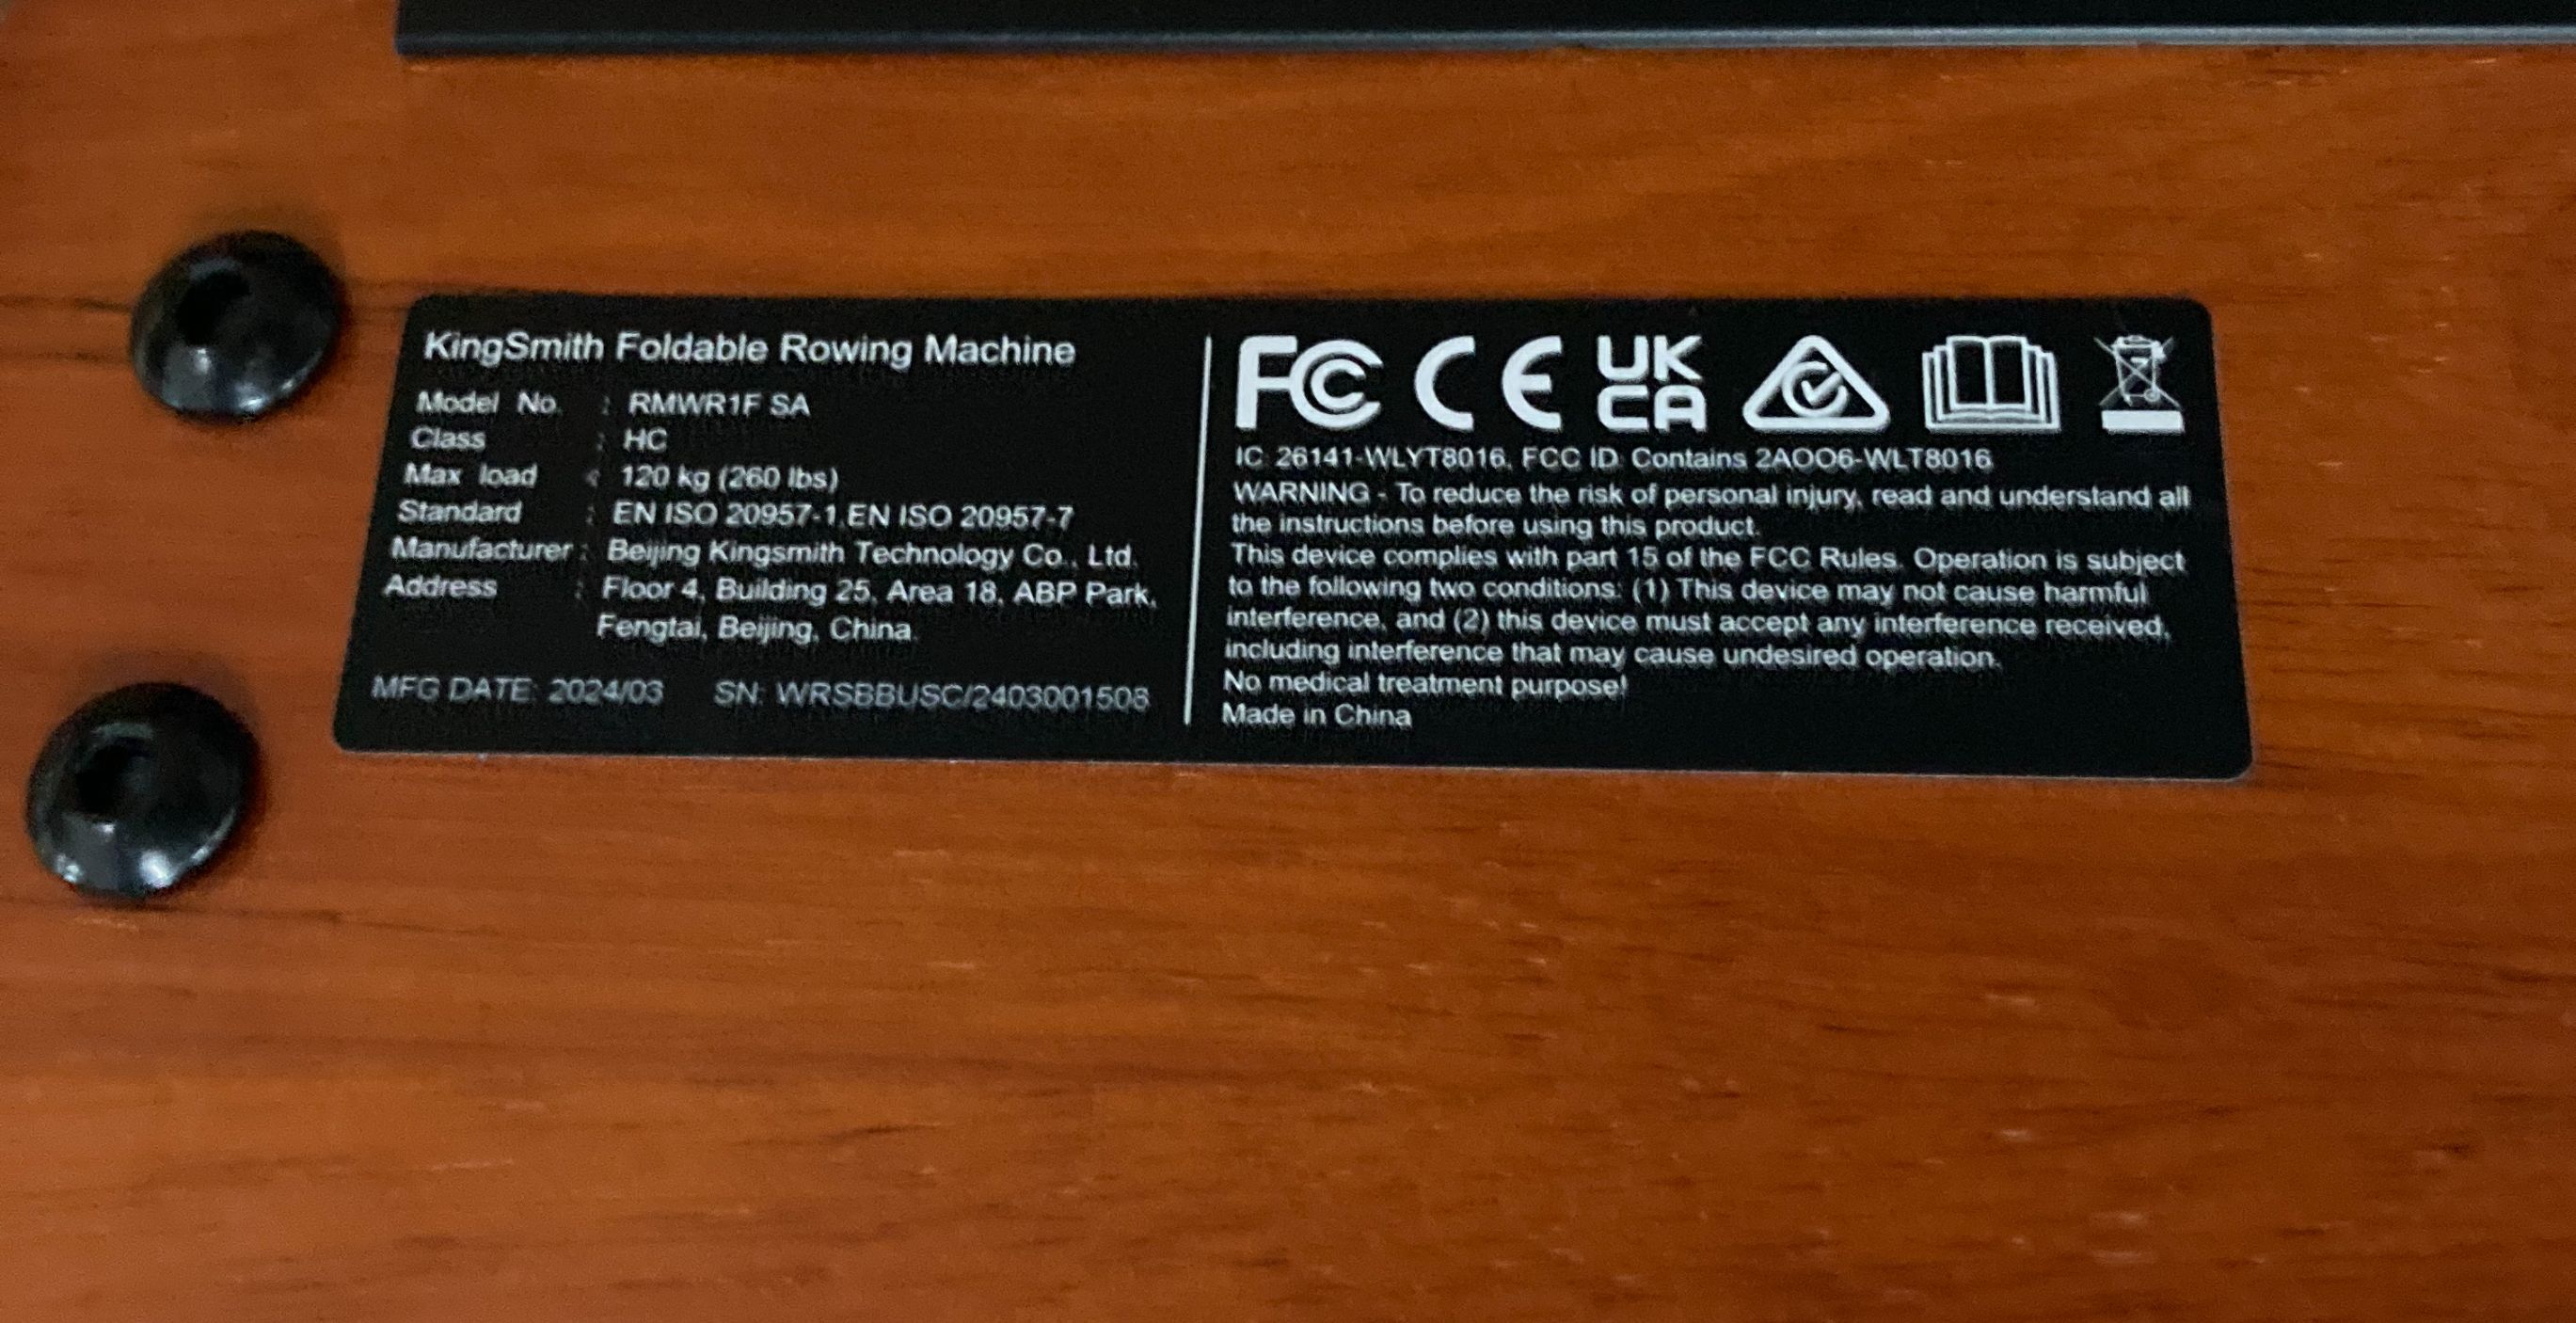 KingSmith Foldable Rowing Machine
Model No. : RMWR1F SA
Class : HC
Max load < 120 kg (260 lbs)
Standard : EN ISO 20957-1,EN ISO 20957-7
Manufacturer : Beijing Kingsmith Technology Co., Ltd.
Address : Floor 4, Building 25, Area 18, ABP Park,
Fengtai, Beijing, China.
MFG DATE: 2024/03 SN: WRSBBUSC/2403001508
FC CE UK
CA
IC: 26141-WLYT8016, FCC ID: Contains 2AOO6-WLT8016
WARNING - To reduce the risk of personal injury, read and understand all
the instructions before using this product.
This device complies with part 15 of the FCC Rules. Operation is subject
to the following two conditions: (1) This device may not cause harmful
interference, and (2) this device must accept any interference received,
including interference that may cause undesired operation.
No medical treatment purpose!
Made in China